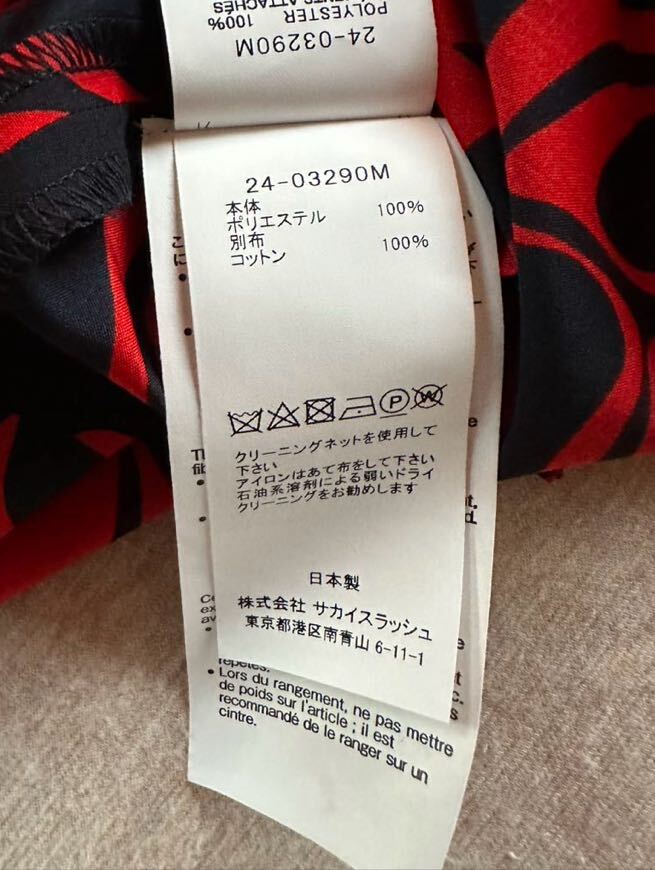 ATTACHÉS
100%
POLYESTER
24-03290M
24-03290M
本体
ポリエステル 100%
別布
コットン 100%
クリーニングネットを使用して
下さい
アイロンはあて布をして下さい
石油系溶剤による弱いドライ
クリーニングをお勧めします
日本製
株式会社 サカイスラッシュ
東京都港区南青山 6-11-1
Lors du rangement, ne pas mettre
de poids sur l'article ; il est
recommandé de le ranger sur un
cintre.